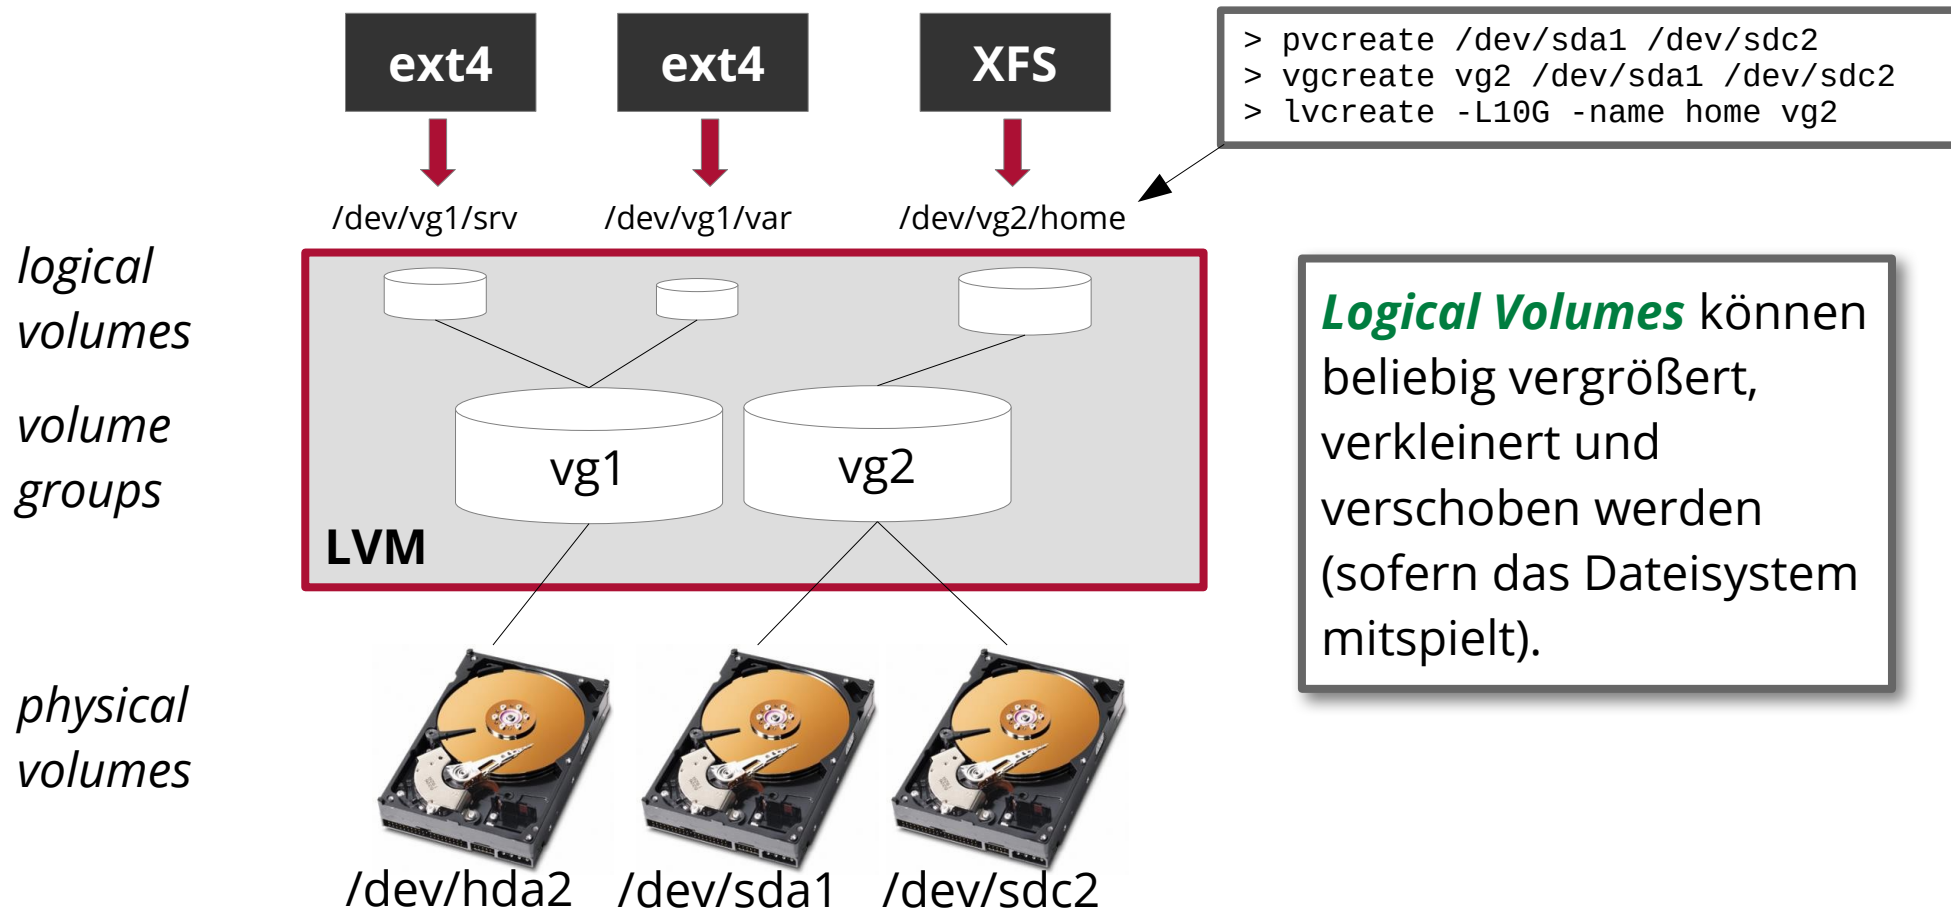 ext4
ext4
XFS
> pvcreate /dev/sda1 /dev/sdc2
> vgcreate vg2 /dev/sda1 /dev/sdc2
> lvcreate -L10G -name home vg2
/dev/vg1/srv
/dev/vg1/var
/dev/vg2/home
logical
volumes
volume
groups
vg1
vg2
LVM
Logical Volumes können
beliebig vergrößert,
verkleinert und
verschoben werden
(sofern das Dateisystem
mitspielt).
physical
volumes
/dev/hda2
/dev/sda1
/dev/sdc2